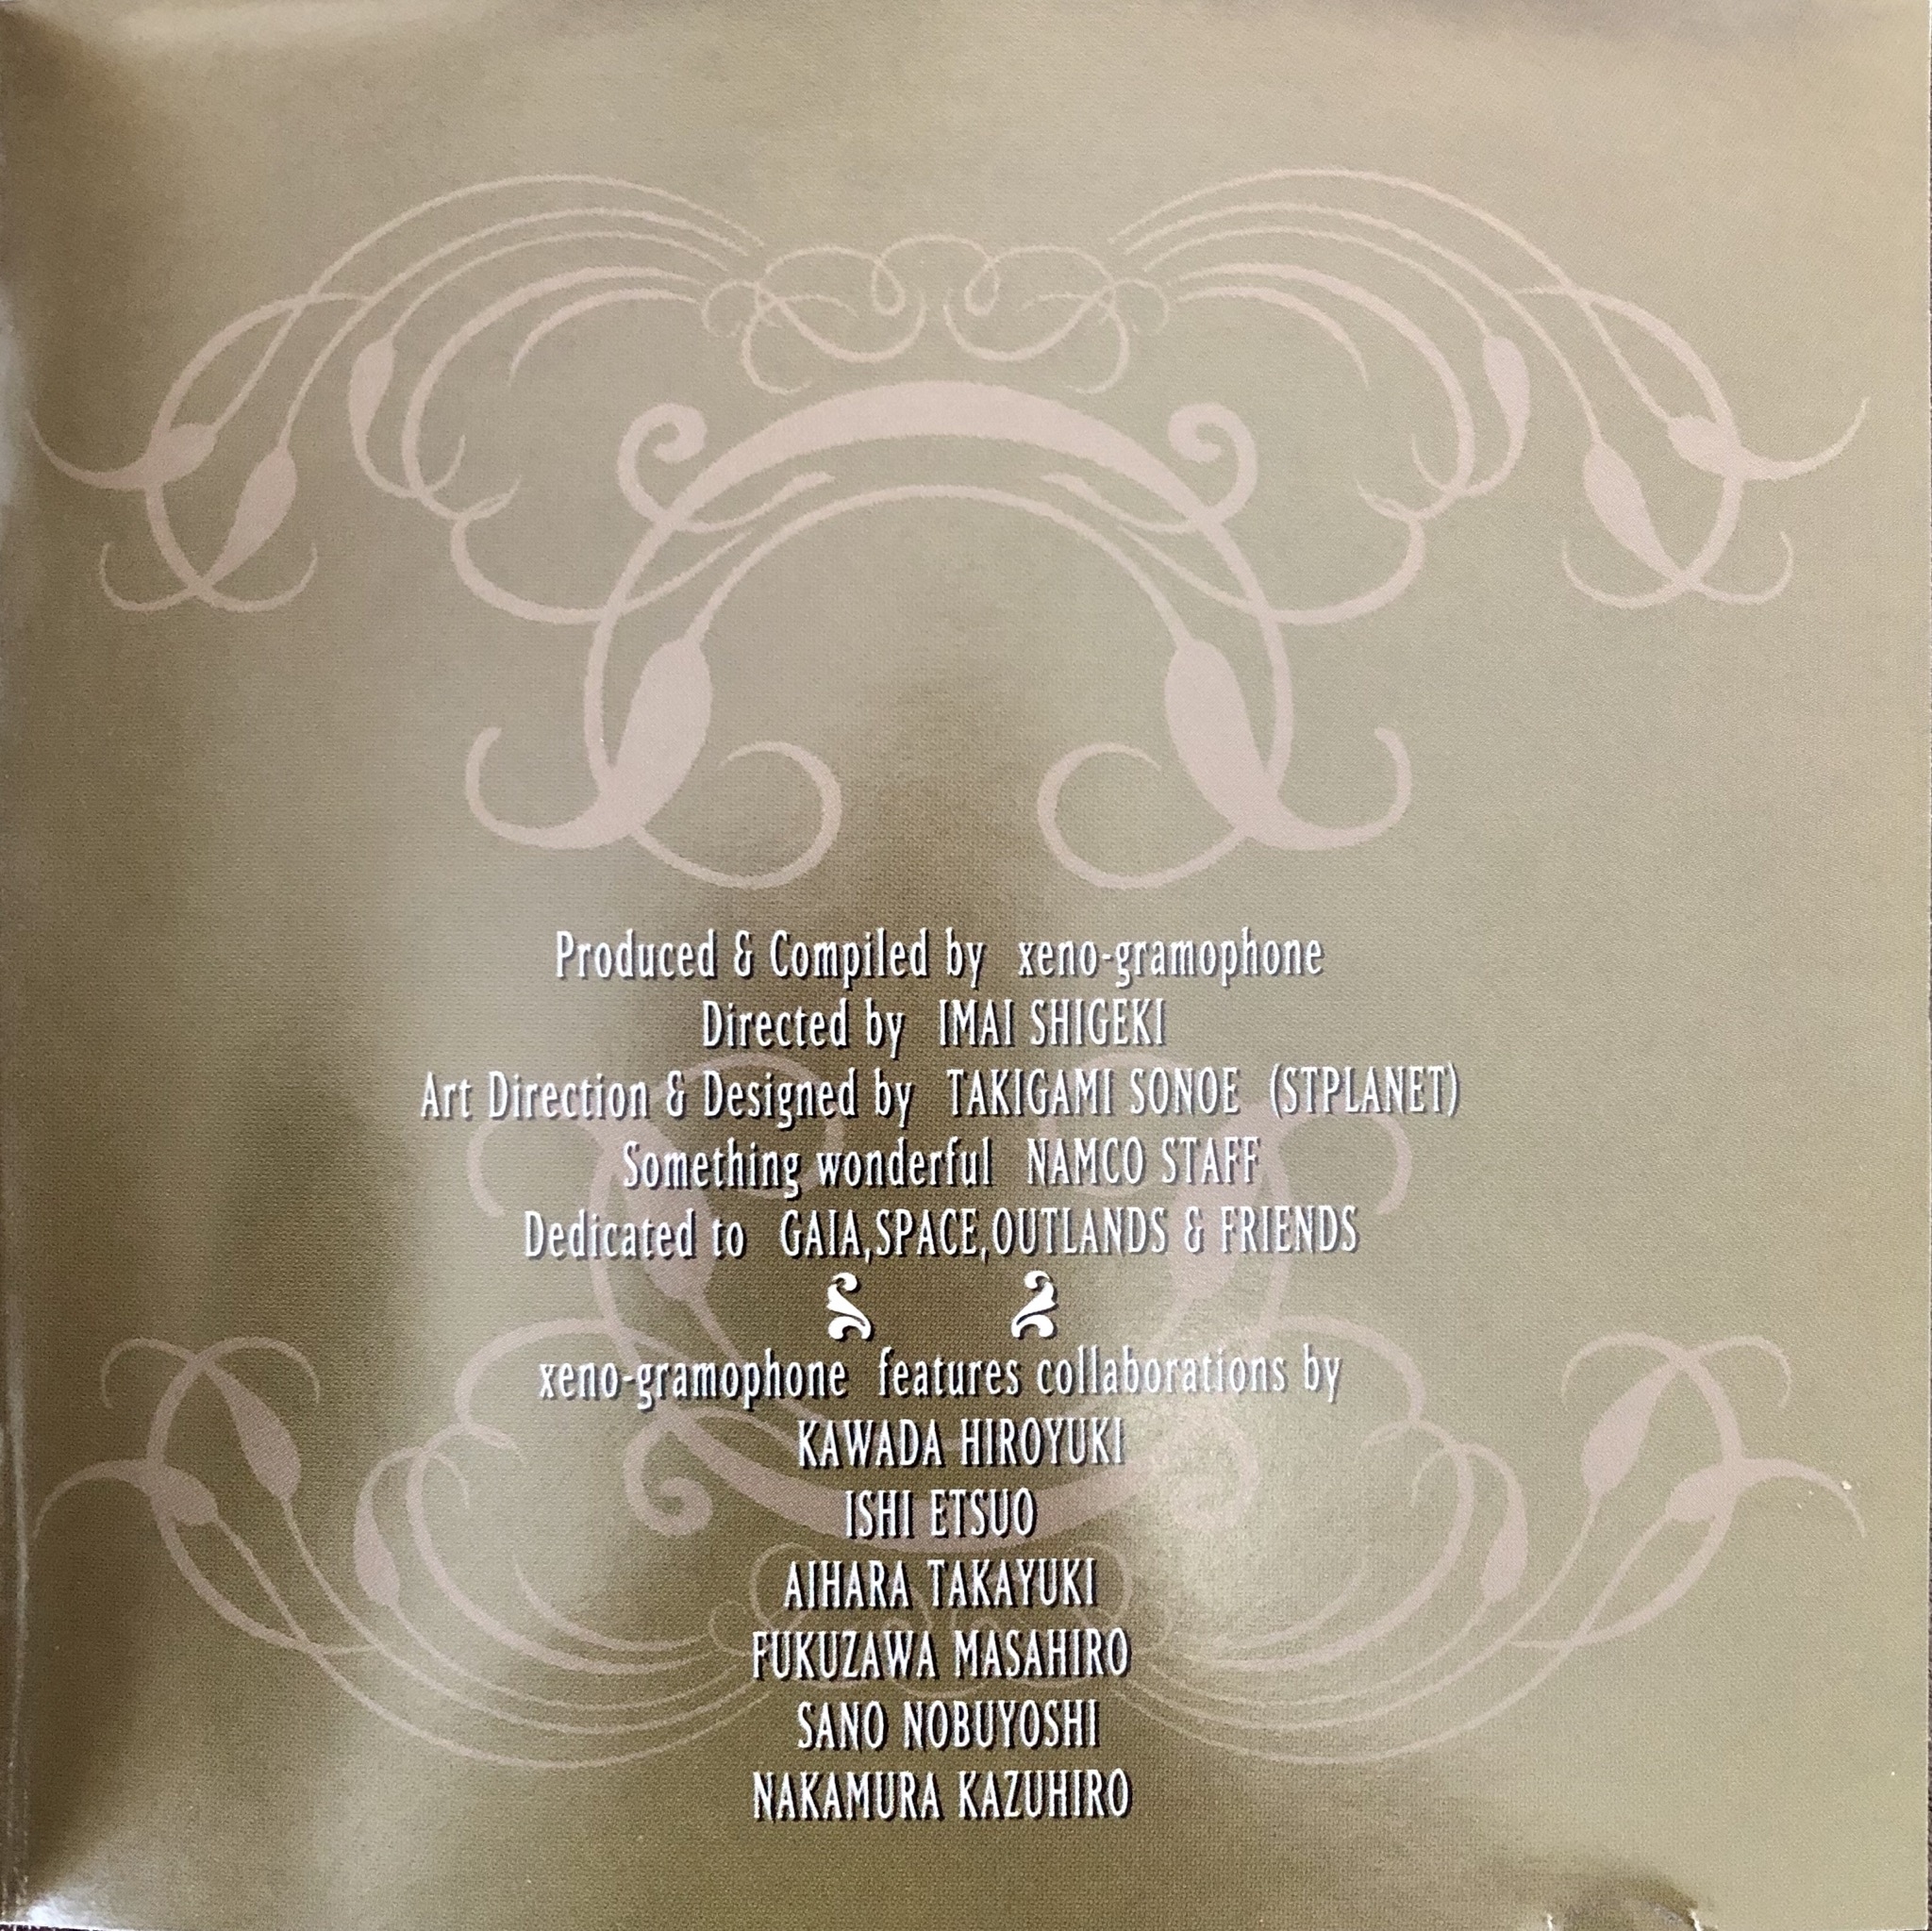 Produced & Compiled by xeno-gramophone
Directed by IMAI SHIGEKI
Art Direction & Designed by TAKIGAMI SONOE (STPLANET)
Something wonderful NAMCO STAFF
Dedicated to GAIA,SPACE,OUTLANDS & FRIENDS
xeno-gramophone features collaborations by
KAWADA HIROYUKI
ISHI ETSUO
AIHARA TAKAYUKI
FUKUZAWA MASAHIRO
SANO NOBUYOSHI
NAKAMURA KAZUHIRO